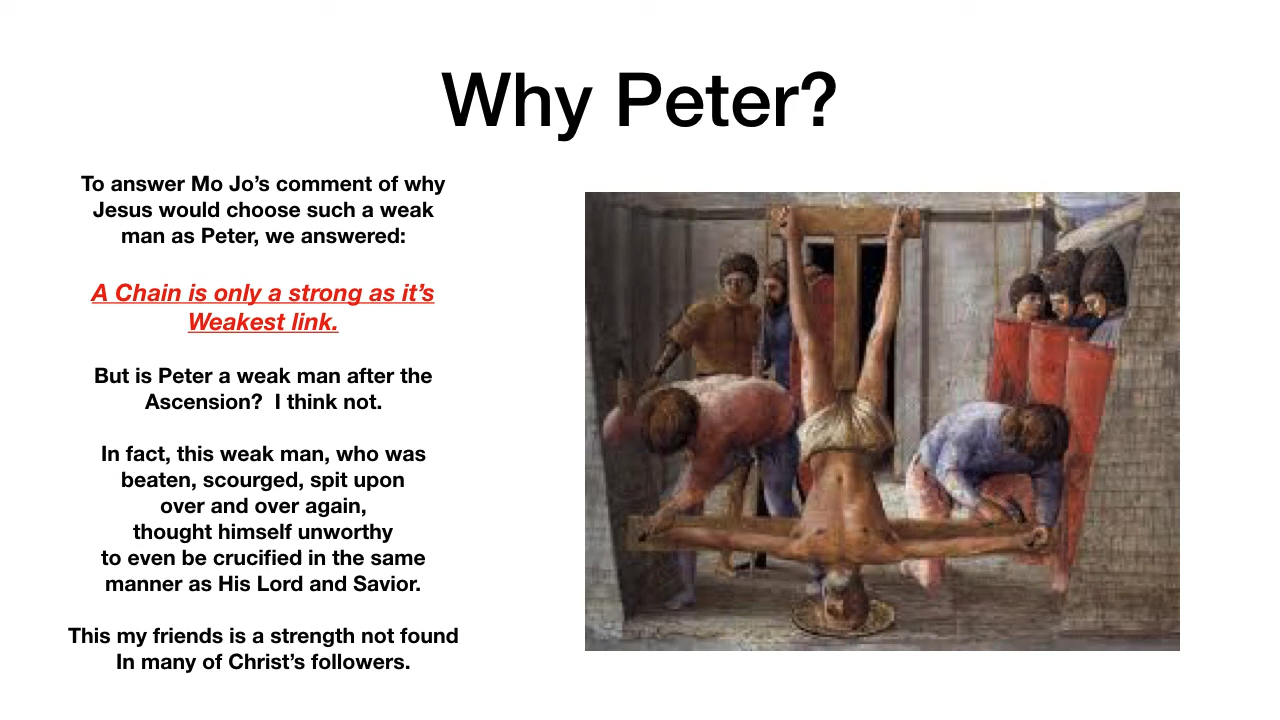 Why Peter?
To answer Mo Jo’s comment of why
Jesus would choose such a weak
man as Peter, we answered:
A Chain is only a strong as it’s
Weakest link.
But is Peter a weak man after the
Ascension?  I think not.
In fact, this weak man, who was
beaten, scourged, spit upon
over and over again,
thought himself unworthy
to even be crucified in the same
manner as His Lord and Savior.
This my friends is a strength not found
In many of Christ’s followers.